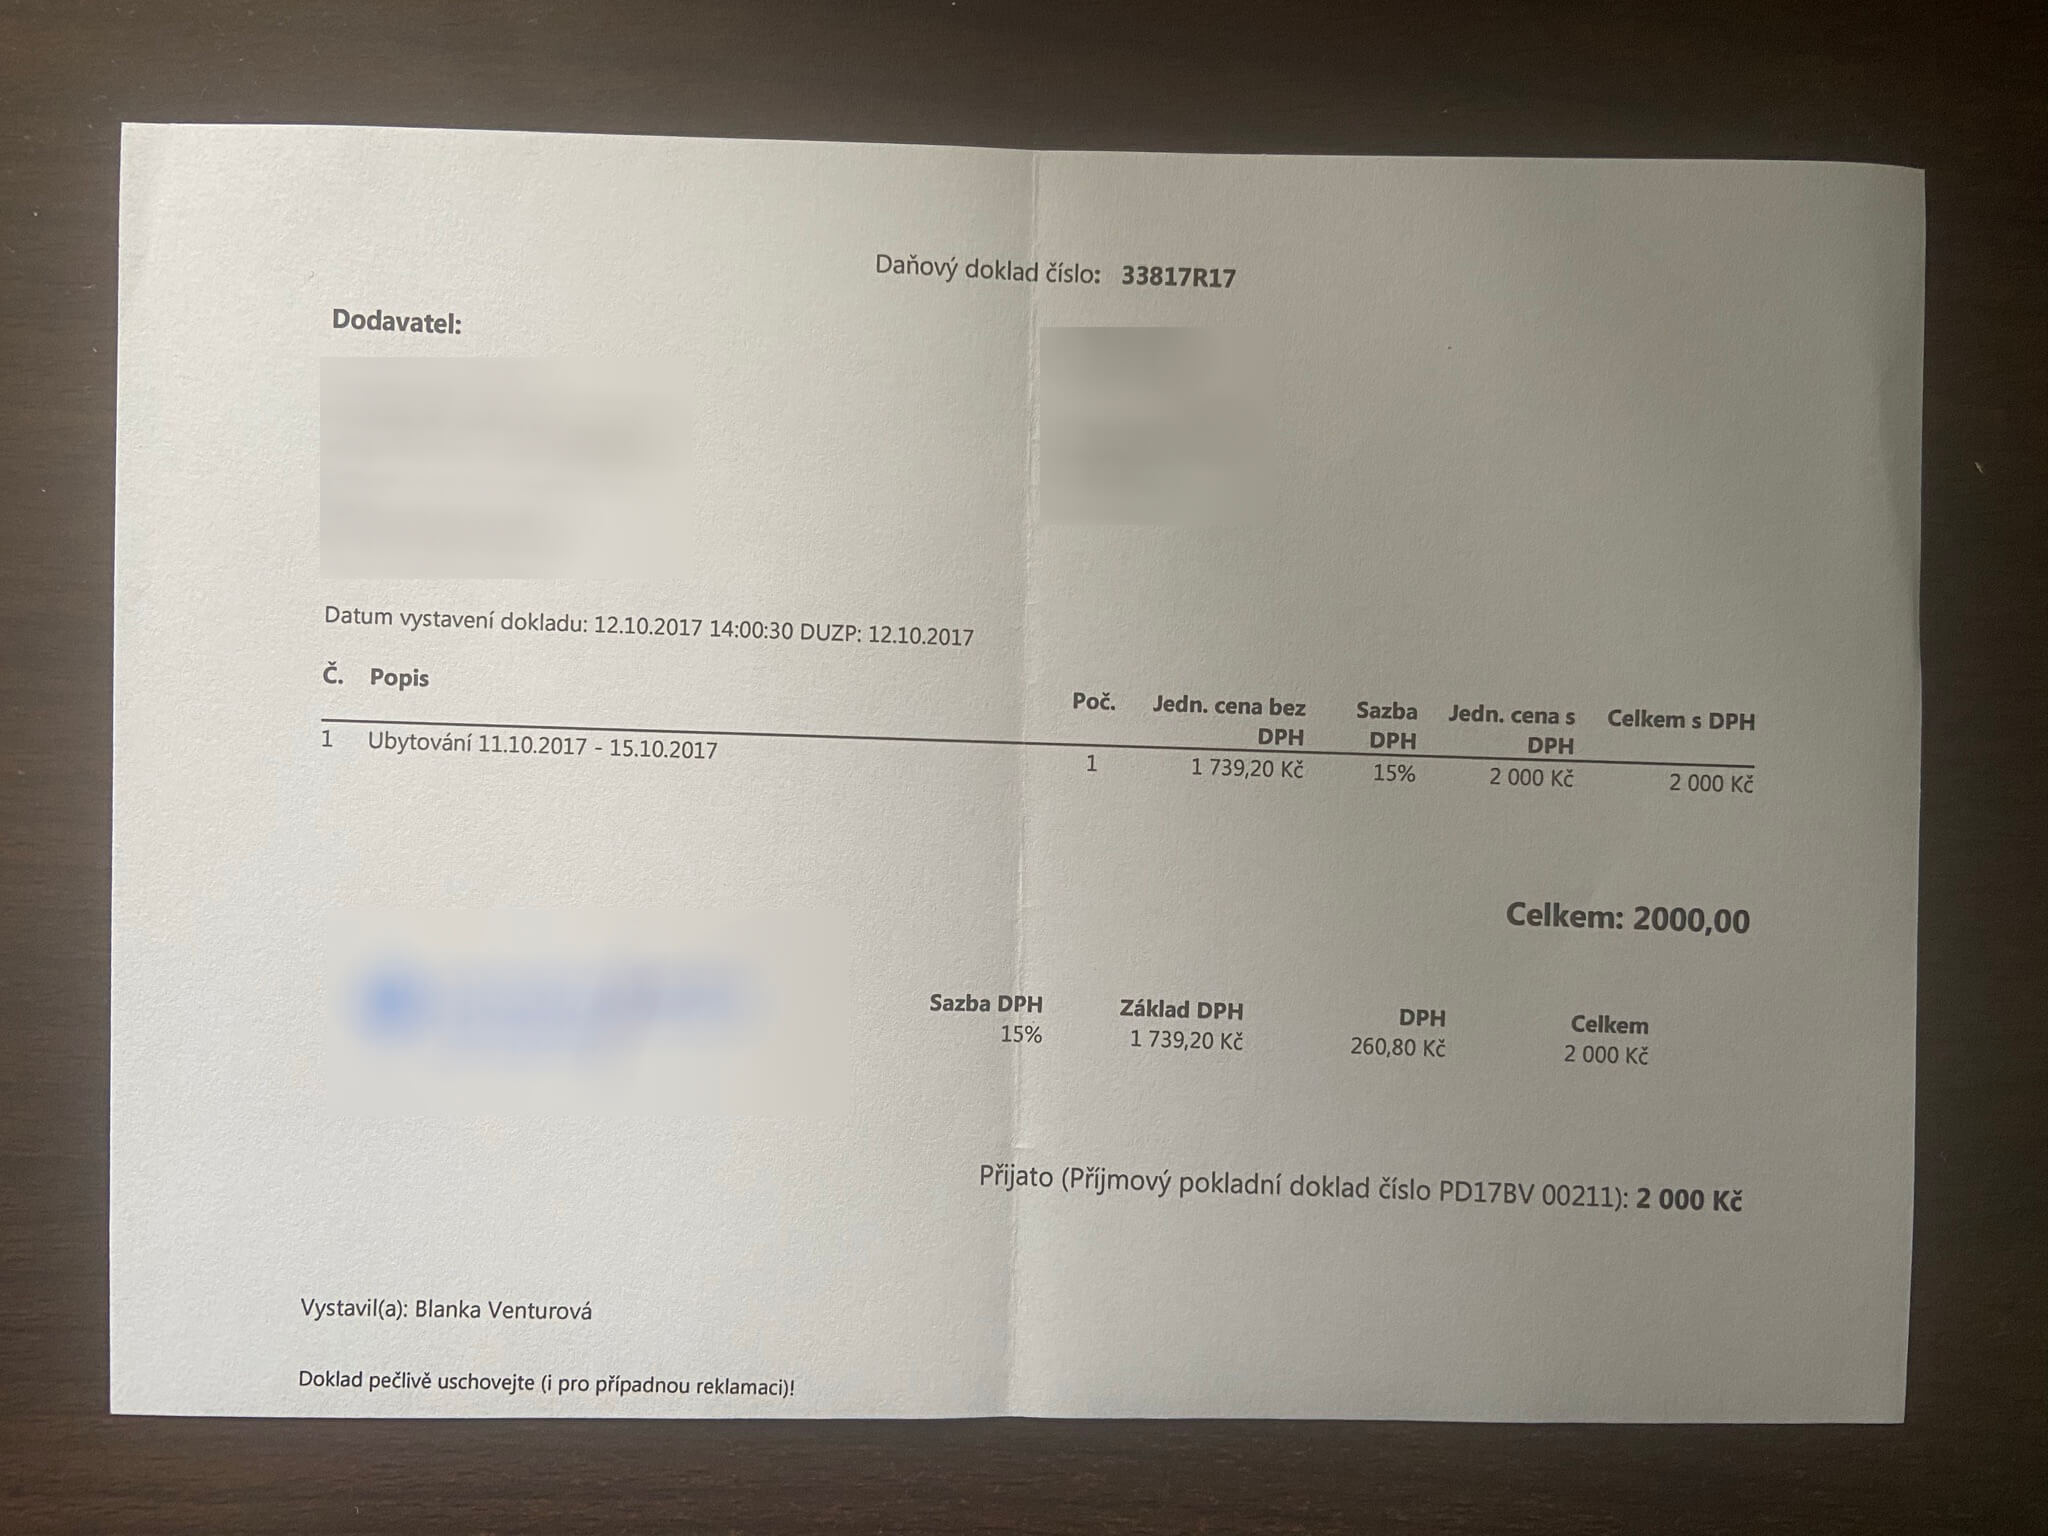 Daňový doklad číslo: 33817R17
Dodavatel:
Datum vystavení dokladu: 12.10.2017 14:00:30 DUZP: 12.10.2017
Č. Popis Poč. Jedn. cena bez DPH Sazba DPH Jedn. cena s DPH Celkem s DPH
1 Ubytování 11.10.2017 - 15.10.2017 1 1 739,20 Kč 15% 2 000 Kč 2 000 Kč
Celkem: 2000,00
Sazba DPH Základ DPH DPH Celkem
15% 1 739,20 Kč 260,80 Kč 2 000 Kč
Přijato (Příjmový pokladní doklad číslo PD17BV 00211): 2 000 Kč
Vystavil(a): Blanka Venturová
Doklad pečlivě uschovejte (i pro případnou reklamaci)!